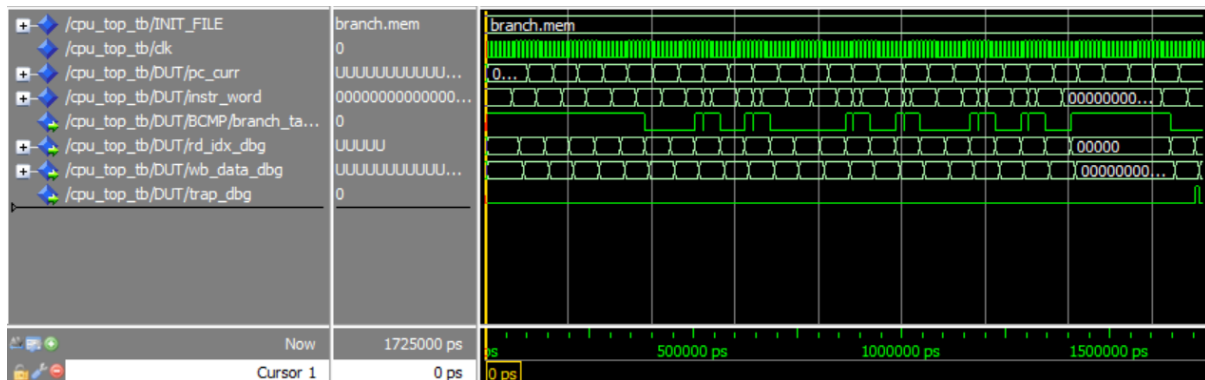 /cpu_top_tb/INIT_FILE branch.mem branch.mem
/cpu_top_tb/clk 0
/cpu_top_tb/DUT/pc_curr UUUUUUUUUUU... 0...
/cpu_top_tb/DUT/instr_word 00000000000000... 00000000...
/cpu_top_tb/DUT/BCMP/branch_ta... 0
/cpu_top_tb/DUT/rd_idx_dbg UUUUU 00000
/cpu_top_tb/DUT/wb_data_dbg UUUUUUUUUUU... 00000000...
/cpu_top_tb/DUT/trap_dbg 0
Now 1725000 ps ps 500000 ps 1000000 ps 1500000 ps
Cursor 1 0 ps 0 ps